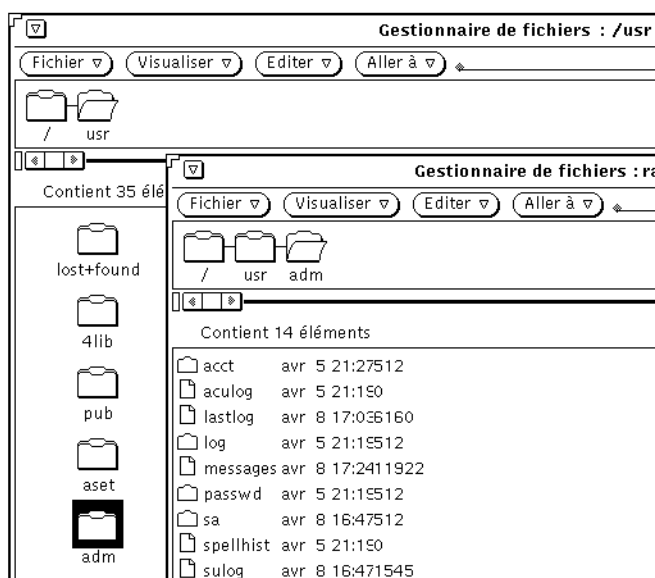 Gestionnaire de fichiers : /usr
Fichier Visualiser Editer Aller à
/ usr
Contient 35 élé
lost+found
4lib
pub
aset
adm
Gestionnaire de fichiers : ra
Fichier Visualiser Editer Aller à
/ usr adm
Contient 14 éléments
acct avr 5 21:27512
aculog avr 5 21:190
lastlog avr 8 17:036160
log avr 5 21:19512
messages avr 8 17:2411922
passwd avr 5 21:19512
sa avr 8 16:47512
spellhist avr 5 21:190
sulog avr 8 16:471545